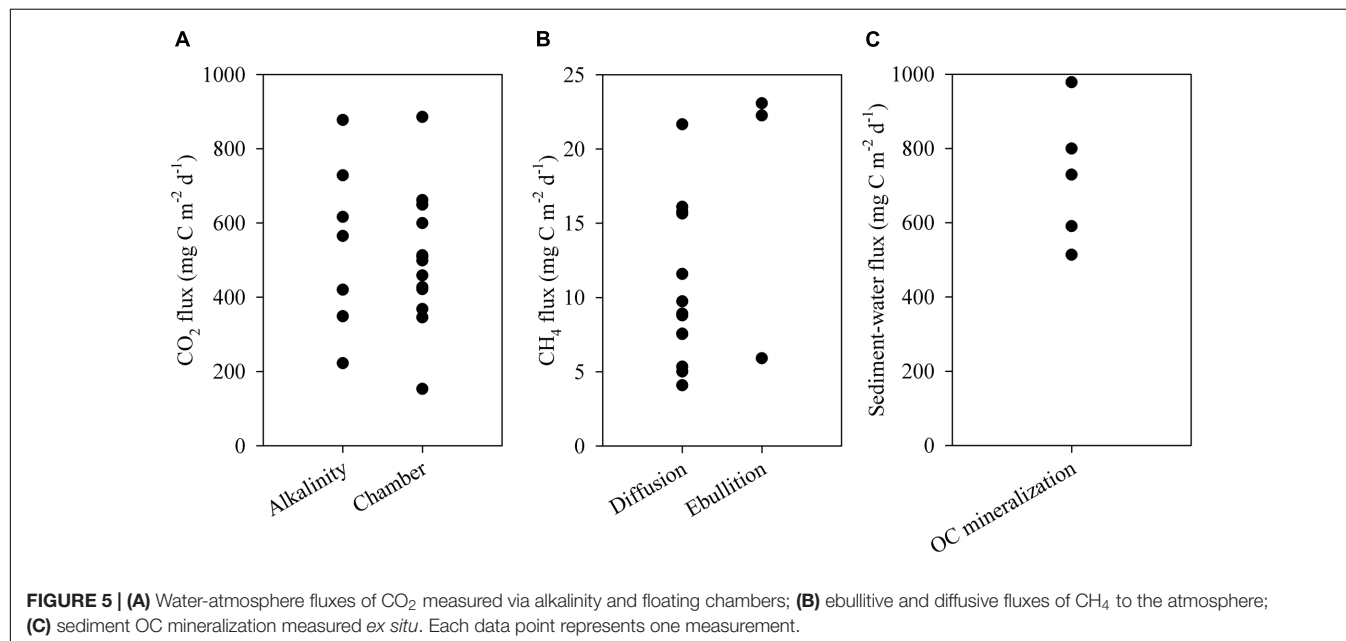 A
B
C
CO₂ flux (mg C m⁻² d⁻¹)
1000
800
600
400
200
0
Alkalinity
Chamber
CH₄ flux (mg C m⁻² d⁻¹)
25
20
15
10
5
0
Diffusion
Ebullition
Sediment-water flux (mg C m⁻² d⁻¹)
1000
800
600
400
200
0
OC mineralization
FIGURE 5 | (A) Water-atmosphere fluxes of CO₂ measured via alkalinity and floating chambers; (B) ebullitive and diffusive fluxes of CH₄ to the atmosphere;
(C) sediment OC mineralization measured ex situ. Each data point represents one measurement.